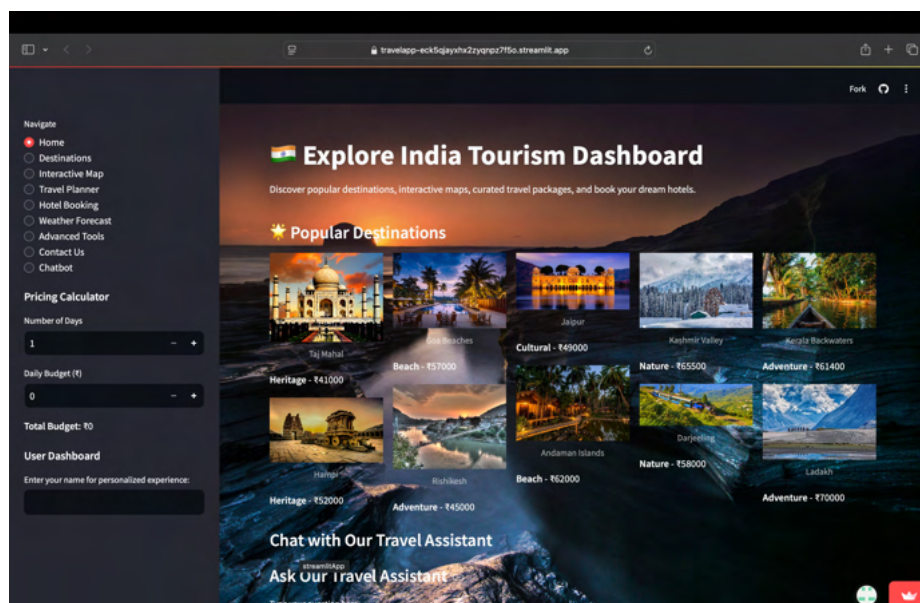 travelapp-eck5qjayxhx2zyqnpz7f5o.streamlit.app
Fork
Navigate
Home
Destinations
Interactive Map
Travel Planner
Hotel Booking
Weather Forecast
Advanced Tools
Contact Us
Chatbot
Pricing Calculator
Number of Days
1
Daily Budget (₹)
0
Total Budget: ₹0
User Dashboard
Enter your name for personalized experience:
Explore India Tourism Dashboard
Discover popular destinations, interactive maps, curated travel packages, and book your dream hotels.
Popular Destinations
Taj Mahal
Heritage - ₹41000
Goa Beaches
Beach - ₹57000
Jaipur
Cultural - ₹49000
Kashmir Valley
Nature - ₹65500
Kerala Backwaters
Adventure - ₹61400
Hampi
Heritage - ₹52000
Rishikesh
Adventure - ₹45000
Andaman Islands
Beach - ₹62000
Darjeeling
Nature - ₹58000
Ladakh
Adventure - ₹70000
Chat with Our Travel Assistant
streamlitApp
Ask Our Travel Assistant